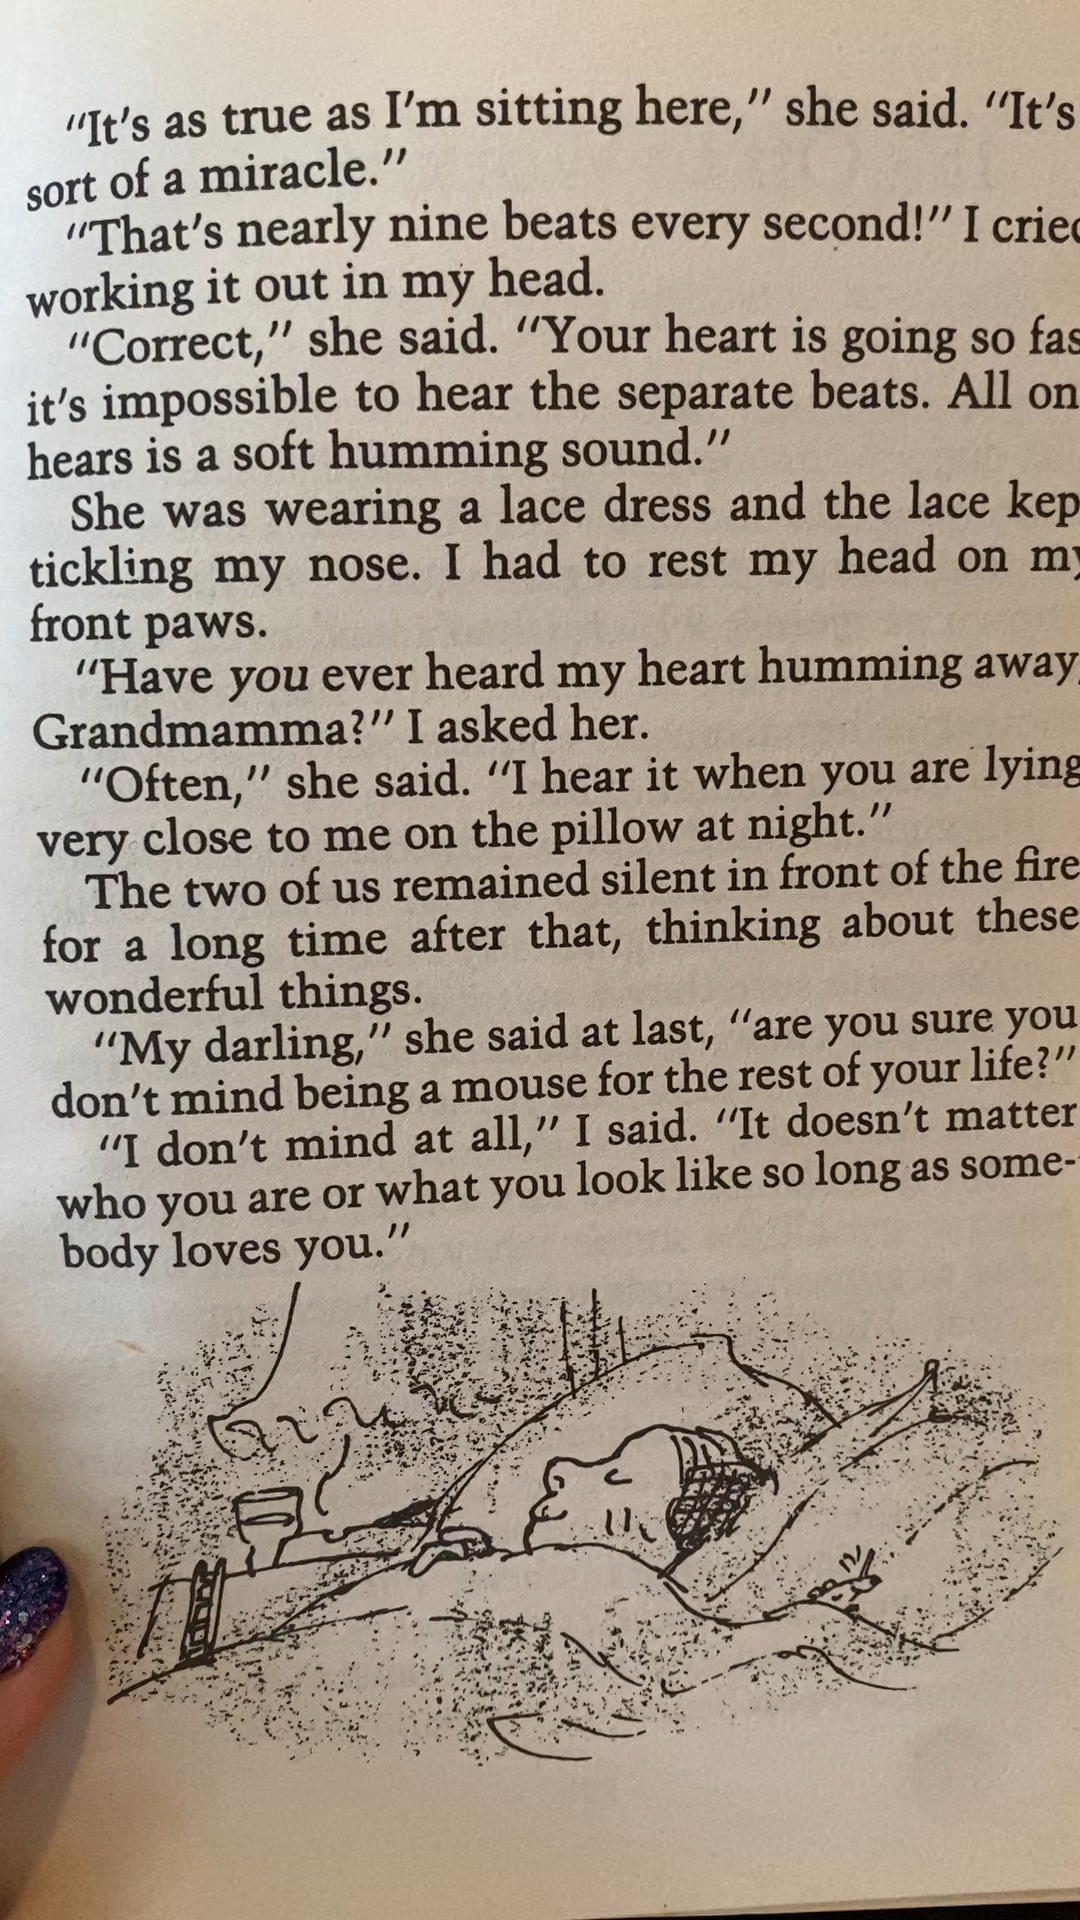 “It's as true as I'm sitting here,” she said. “It's
sort of a miracle.”
“That's nearly nine beats every second!” I cried
working it out in my head.
“Correct,” she said. “Your heart is going so fas
it's impossible to hear the separate beats. All on
hears is a soft humming sound.”
She was wearing a lace dress and the lace kep
tickling my nose. I had to rest my head on my
front paws.
“Have you ever heard my heart humming away,
Grandmamma?” I asked her.
“Often,” she said. “I hear it when you are lying
very close to me on the pillow at night.”
The two of us remained silent in front of the fire
for a long time after that, thinking about these
wonderful things.
“My darling,” she said at last, “are you sure you
don't mind being a mouse for the rest of your life?”
“I don't mind at all,” I said. “It doesn't matter
who you are or what you look like so long as some-
body loves you.”